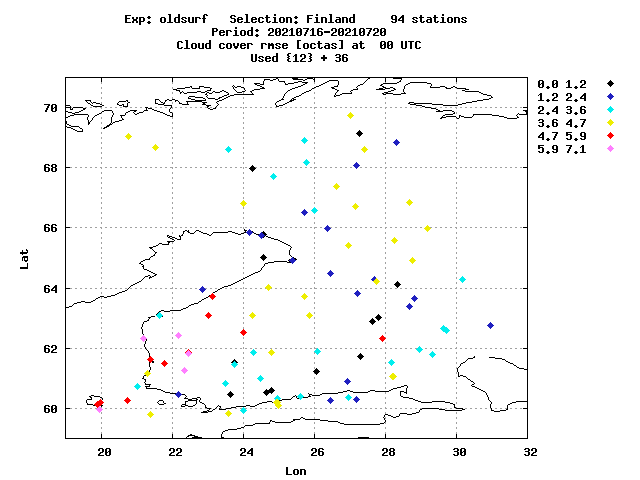 Exp: oldsurf   Selection: Finland     94 stations
Period: 20210716-20210720
Cloud cover rmse [octas] at  00 UTC
Used {12} + 36
0.0 1.2
1.2 2.4
2.4 3.6
3.6 4.7
4.7 5.9
5.9 7.1
70
68
66
64
62
60
Lat
20 22 24 26 28 30 32
Lon